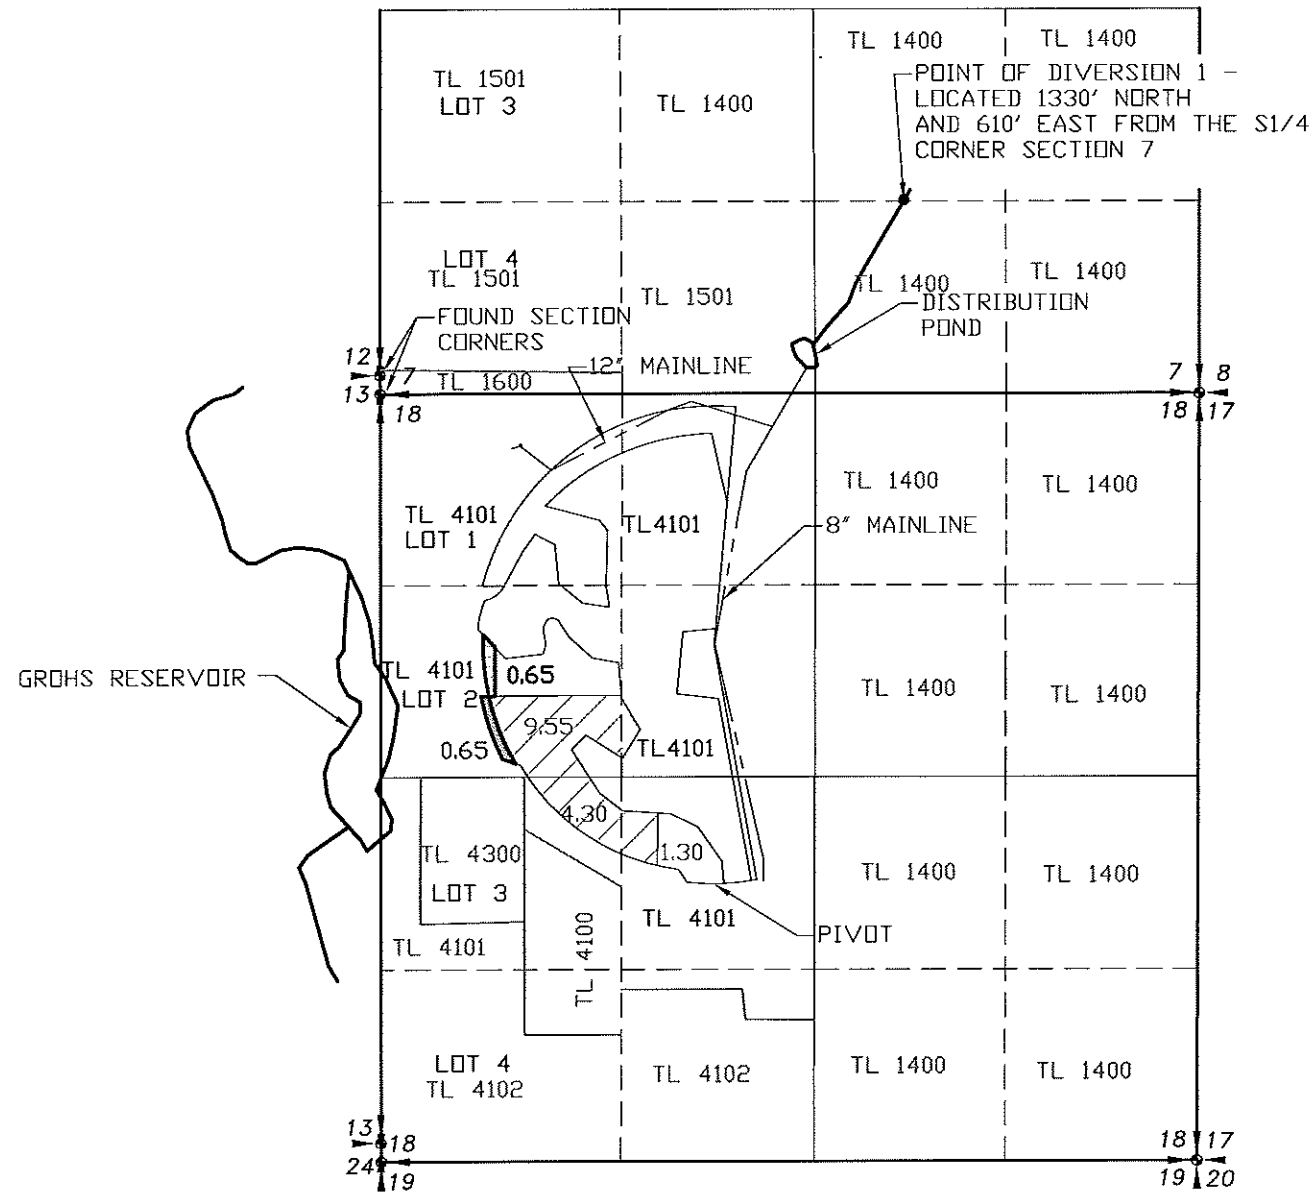 TL 1400
TL 1400
TL 1501
LOT 3
TL 1400
POINT OF DIVERSION 1 -
LOCATED 1330' NORTH
AND 610' EAST FROM THE S1/4
CORNER SECTION 7
LOT 4
TL 1501
TL 1501
TL 1400
TL 1400
DISTRIBUTION
POND
FOUND SECTION
CORNERS
12
7
13
18
TL 1600
12" MAINLINE
7
8
18
17
TL 4101
LOT 1
TL4101
TL 1400
TL 1400
8" MAINLINE
GROHS RESERVOIR
TL 4101
LOT 2
0.65
0.65
9.55
TL4101
TL 1400
TL 1400
4.30
1.30
TL 4300
LOT 3
TL 4101
TL 4100
TL 4101
PIVOT
TL 1400
TL 1400
LOT 4
TL 4102
TL 4102
TL 1400
TL 1400
13
18
24
19
18
17
19
20